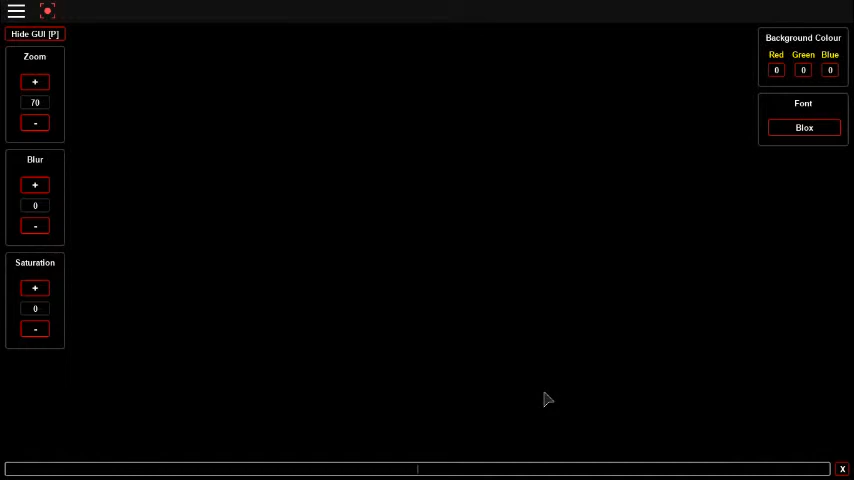 Hide GUI [P]
Zoom
+
70
-
Blur
+
0
-
Saturation
+
0
-
Background Colour
Red Green Blue
0 0 0
Font
Blox
X